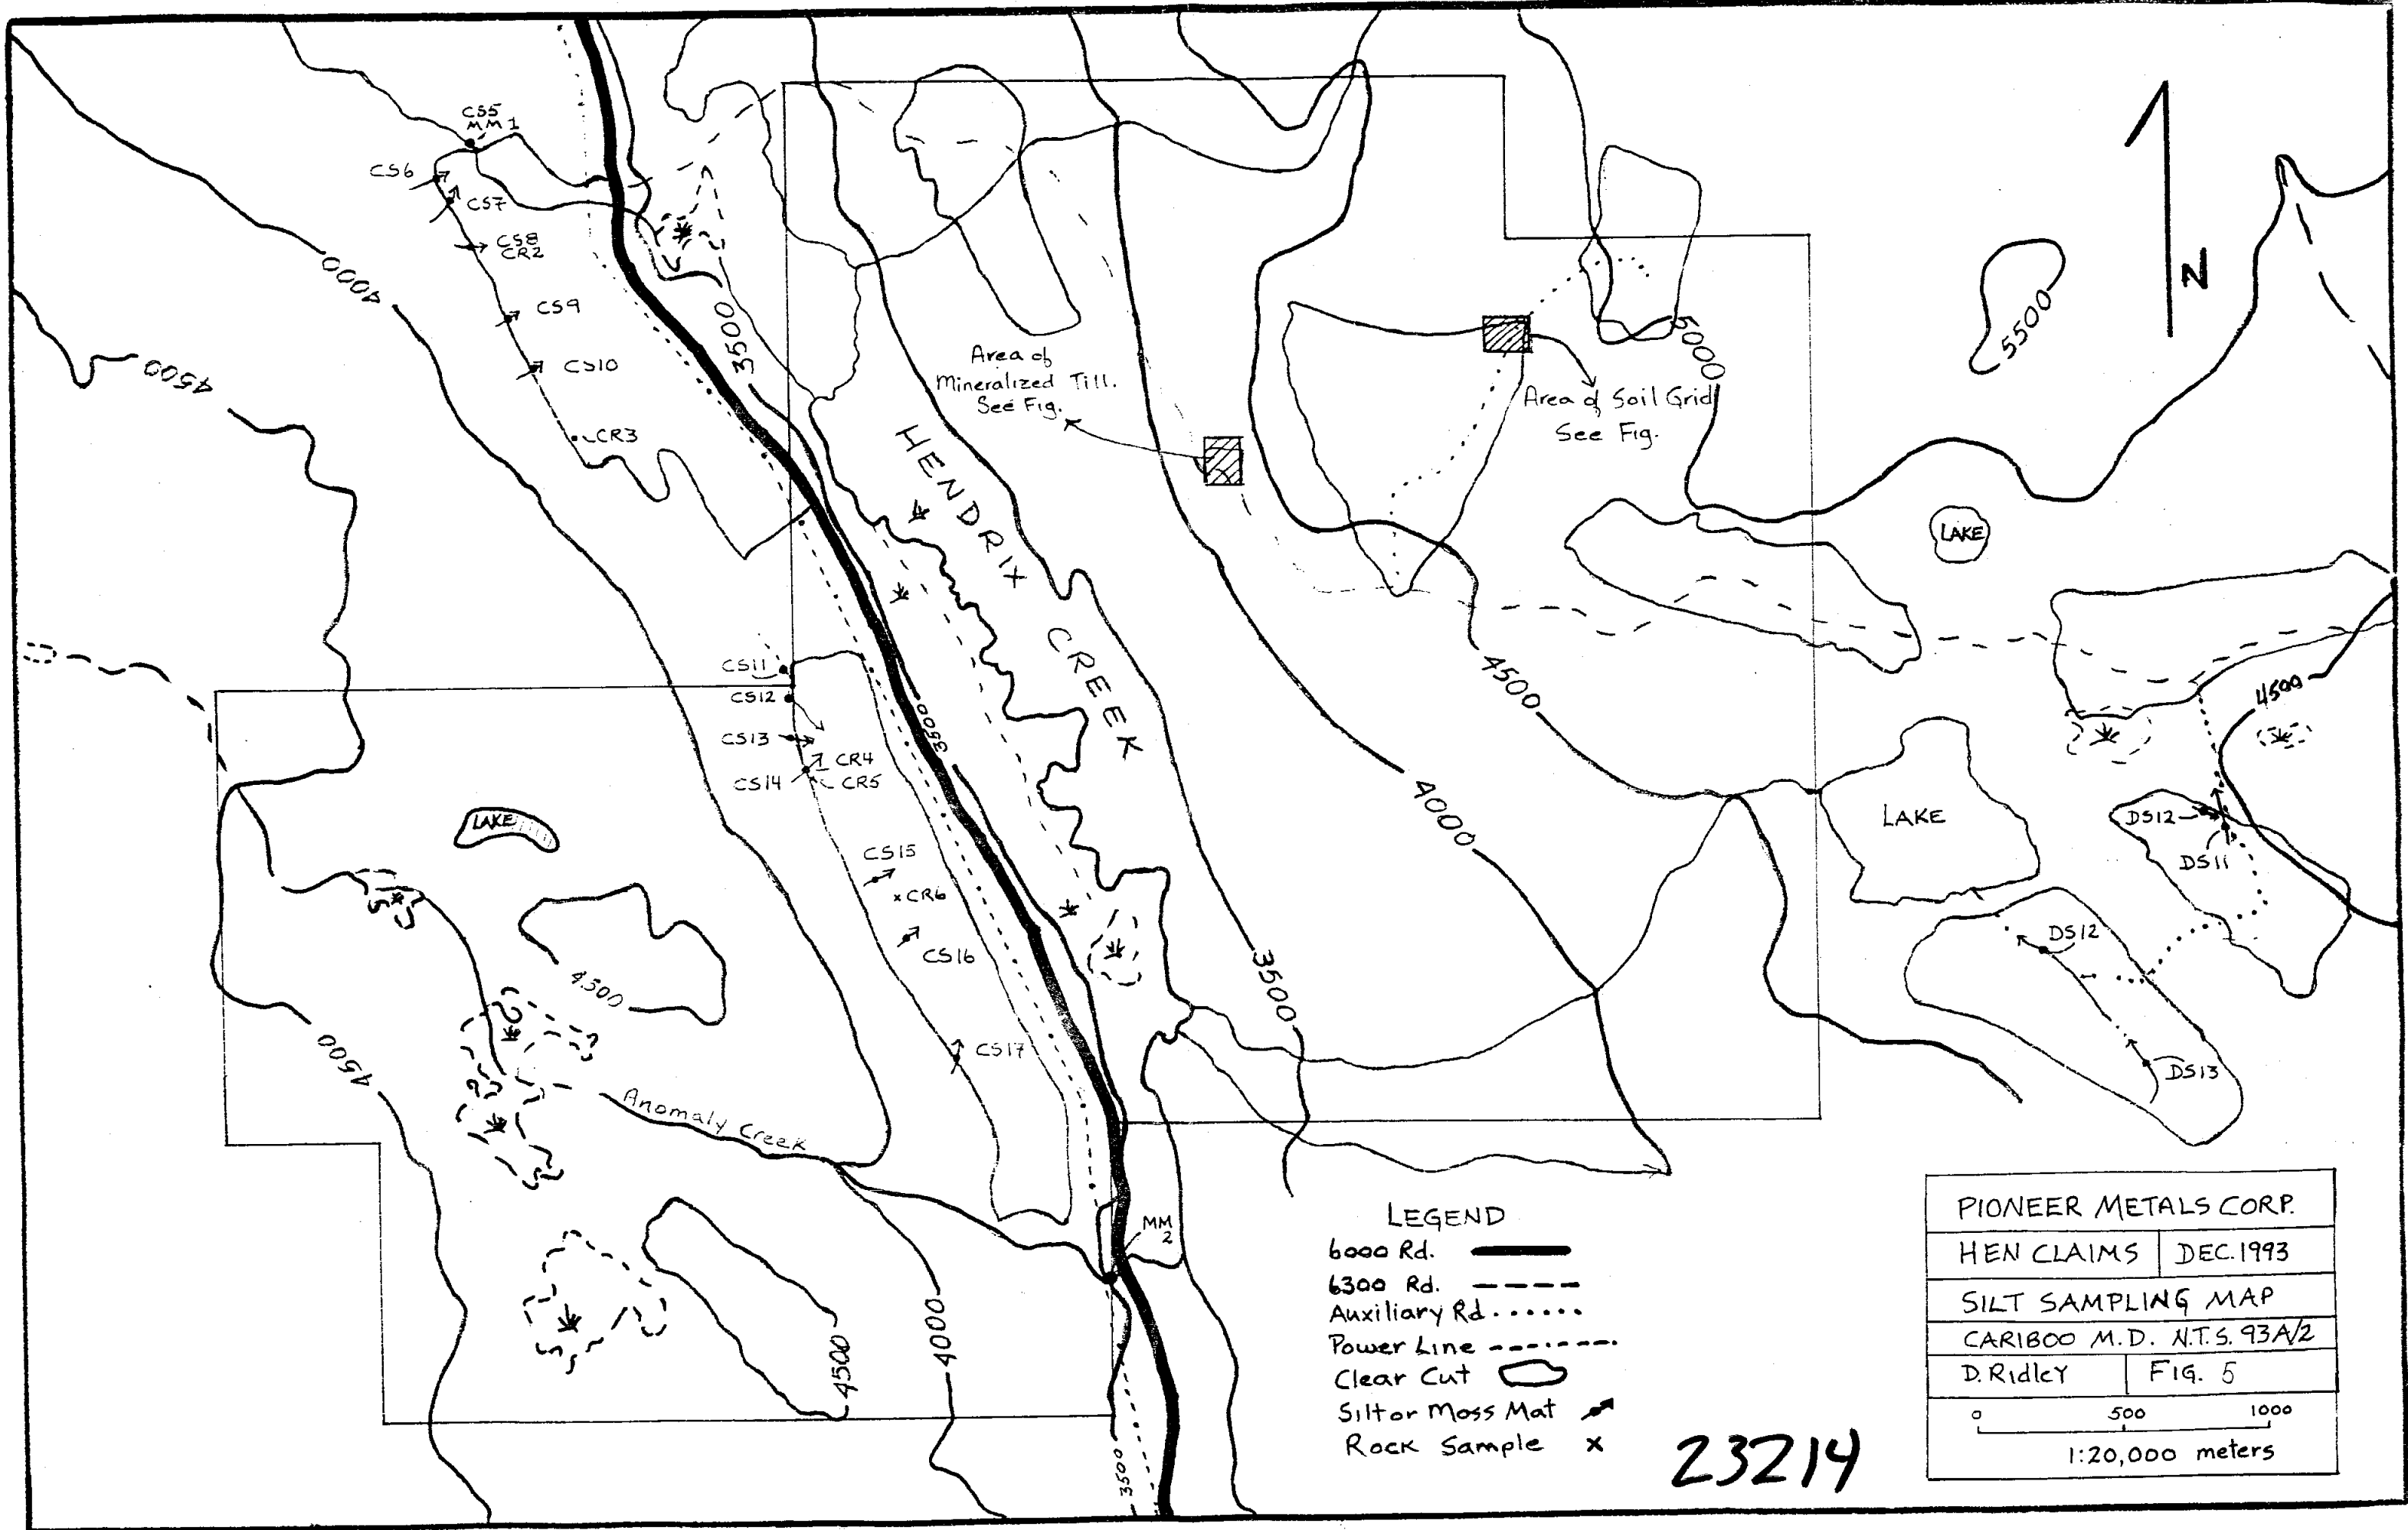 CS5
MM 1
CS6
CS7
CS8
CR2
CS9
CS10
CR3
4000
4500
3500
Area of
Mineralized Till.
See Fig.
Area of Soil Grid
See Fig.
5000
5500
N
HENDRIX CREEK
LAKE
CS11
CS12
CS13
CS14
CR4
CR5
3500
4500
4000
4500
LAKE
LAKE
DS12
DS11
CS15
CR6
CS16
CS17
4500
4500
3500
DS12
DS13
Anomaly Creek
MM
2
4500
4000
3500
LEGEND
6000 Rd.
6300 Rd.
Auxiliary Rd
Power Line
Clear Cut
Silt or Moss Mat
Rock Sample x
23214
PIONEER METALS CORP.
HEN CLAIMS DEC. 1993
SILT SAMPLING MAP
CARIBOO M.D. N.T.S. 93A/2
D. Ridley FIG. 5
0 500 1000
1:20,000 meters